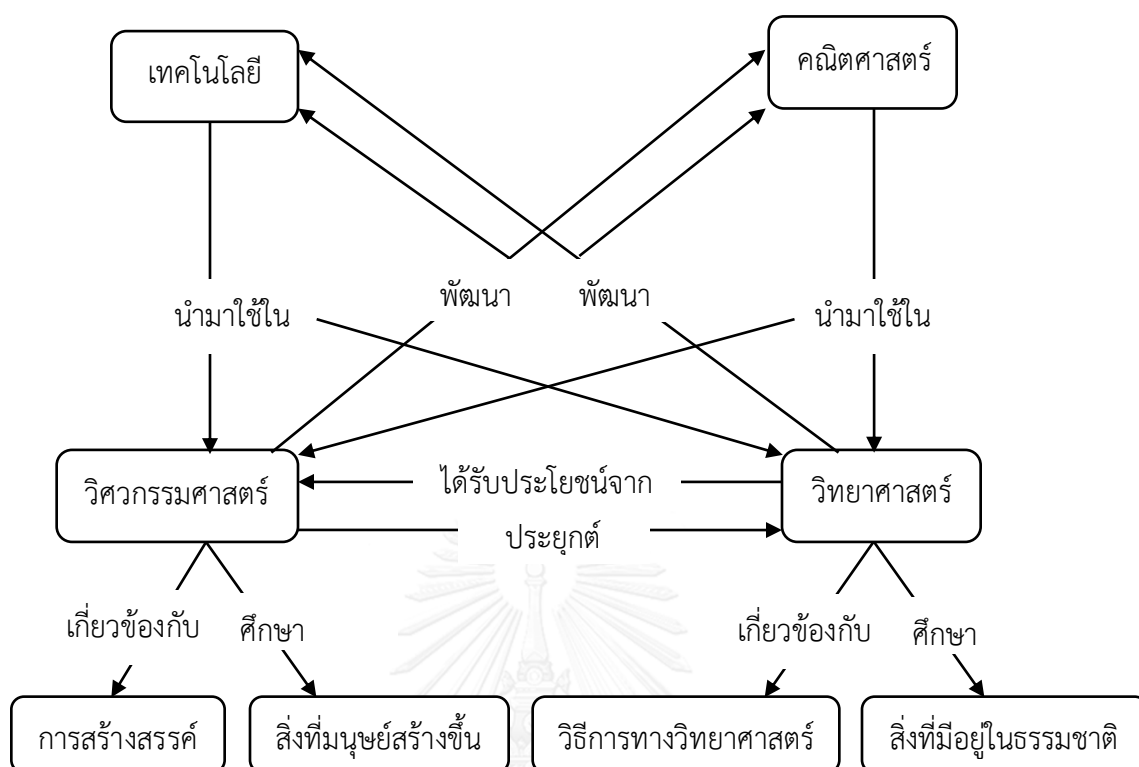 เทคโนโลยี
คณิตศาสตร์
พัฒนา
พัฒนา
นำมาใช้ใน
นำมาใช้ใน
วิศวกรรมศาสตร์
ได้รับประโยชน์จาก
วิทยาศาสตร์
ประยุกต์
เกี่ยวข้องกับ
ศึกษา
เกี่ยวข้องกับ
ศึกษา
การสร้างสรรค์
สิ่งที่มนุษย์สร้างขึ้น
วิธีการทางวิทยาศาสตร์
สิ่งที่มีอยู่ในธรรมชาติ